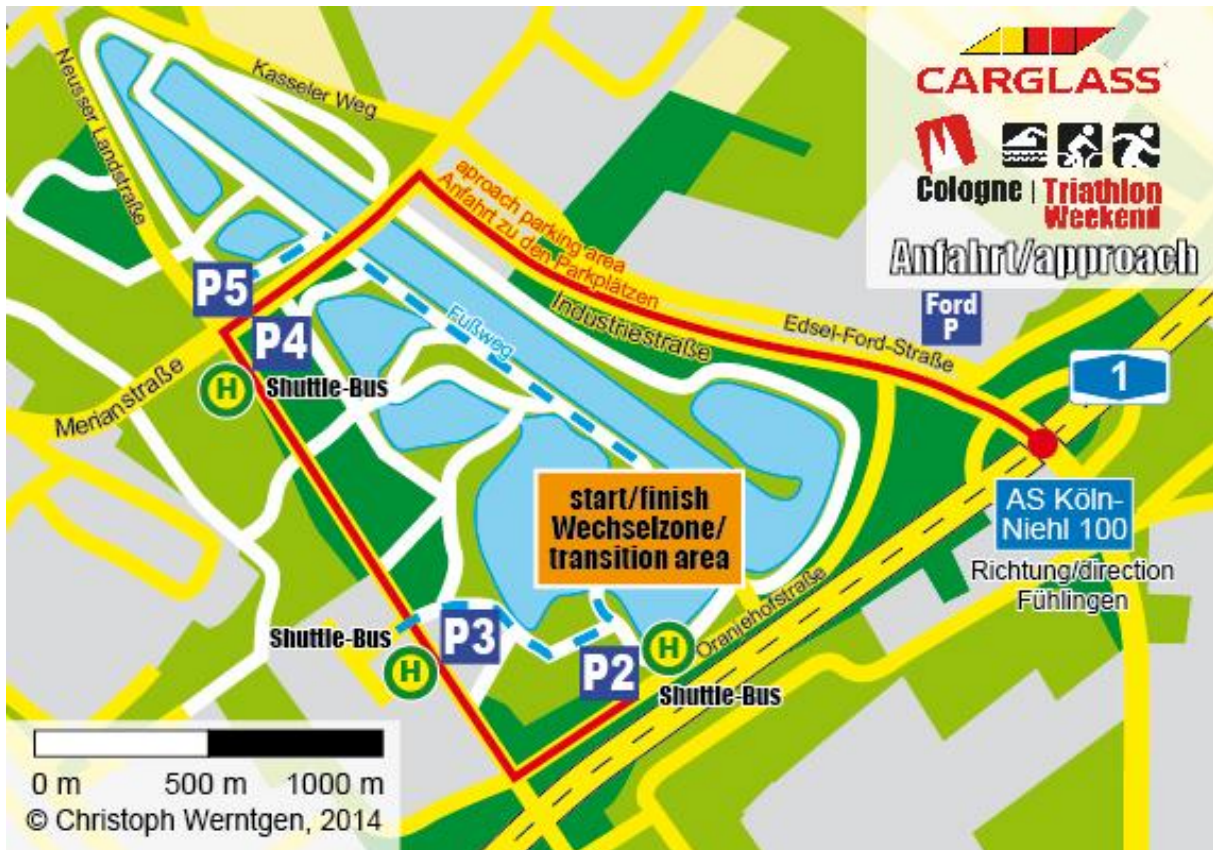 CARGLASS
Cologne | Triathlon
Weekend
Anfahrt/approach
Neusser Landstraße
Kasseler Weg
aproach parking area
Anfahrt zu den Parkplätzen
Industriestraße
Edsel-Ford-Straße
Ford
P
1
P5
P4
Fußweg
H
Shuttle-Bus
Merianstraße
start/finish
Wechselzone/
transition area
AS Köln-
Niehl 100
Richtung/direction
Fühlingen
Oranjehofstraße
Shuttle-Bus
H
P3
P2
H
Shuttle-Bus
0 m 500 m 1000 m
© Christoph Werntgen, 2014